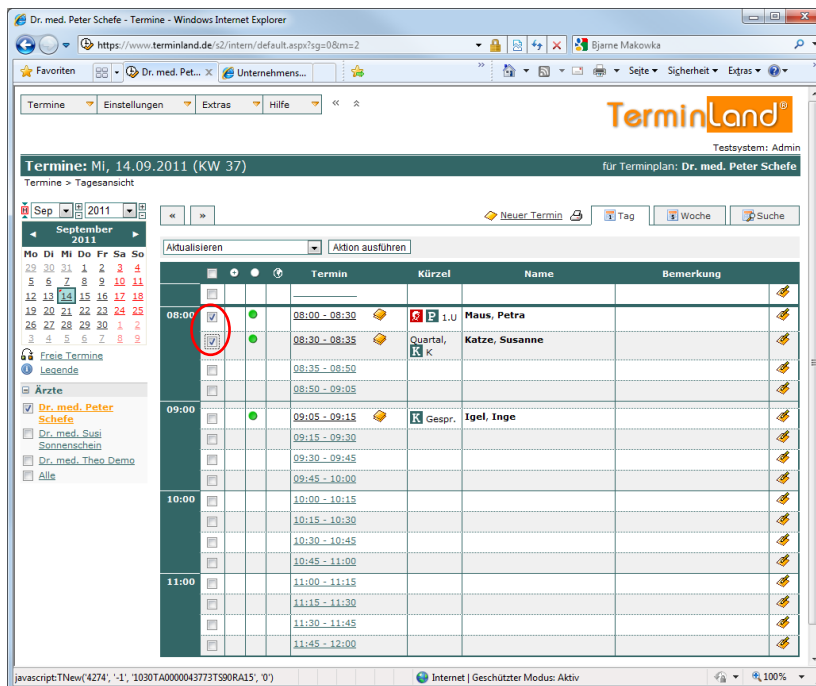 Dr. med. Peter Schefe - Termine - Windows Internet Explorer
https://www.terminland.de/s2/intern/default.aspx?sg=0&m=2
Bjarne Makowka
Favoriten
Dr. med. Pet...
Unternehmens...
Seite
Sicherheit
Extras
Termine
Einstellungen
Extras
Hilfe
Terminland®
Testsystem: Admin
Termine: Mi, 14.09.2011 (KW 37)
für Terminplan: Dr. med. Peter Schefe
Termine > Tagesansicht
Sep 2011
« »
Neuer Termin
Tag
Woche
Suche
September 2011
Mo Di Mi Do Fr Sa So
29 30 31 1 2 3 4
5 6 7 8 9 10 11
12 13 14 15 16 17 18
19 20 21 22 23 24 25
26 27 28 29 30 1 2
3 4 5 6 7 8 9
Freie Termine
Legende
Ärzte
Dr. med. Peter Schefe
Dr. med. Susi Sonnenschein
Dr. med. Theo Demo
Alle
Aktualisieren
Aktion ausführen
Termin Kürzel Name Bemerkung
08:00 08:00 - 08:30 P 1.U Maus, Petra
08:30 - 08:35 Quartal, K K Katze, Susanne
08:35 - 08:50
08:50 - 09:05
09:00 09:05 - 09:15 K Gespr. Igel, Inge
09:15 - 09:30
09:30 - 09:45
09:45 - 10:00
10:00 10:00 - 10:15
10:15 - 10:30
10:30 - 10:45
10:45 - 11:00
11:00 11:00 - 11:15
11:15 - 11:30
11:30 - 11:45
11:45 - 12:00
javascript:TNew('4274', '-1', '1030TA0000043773TS90RA15', '0')
Internet | Geschützter Modus: Aktiv
100%